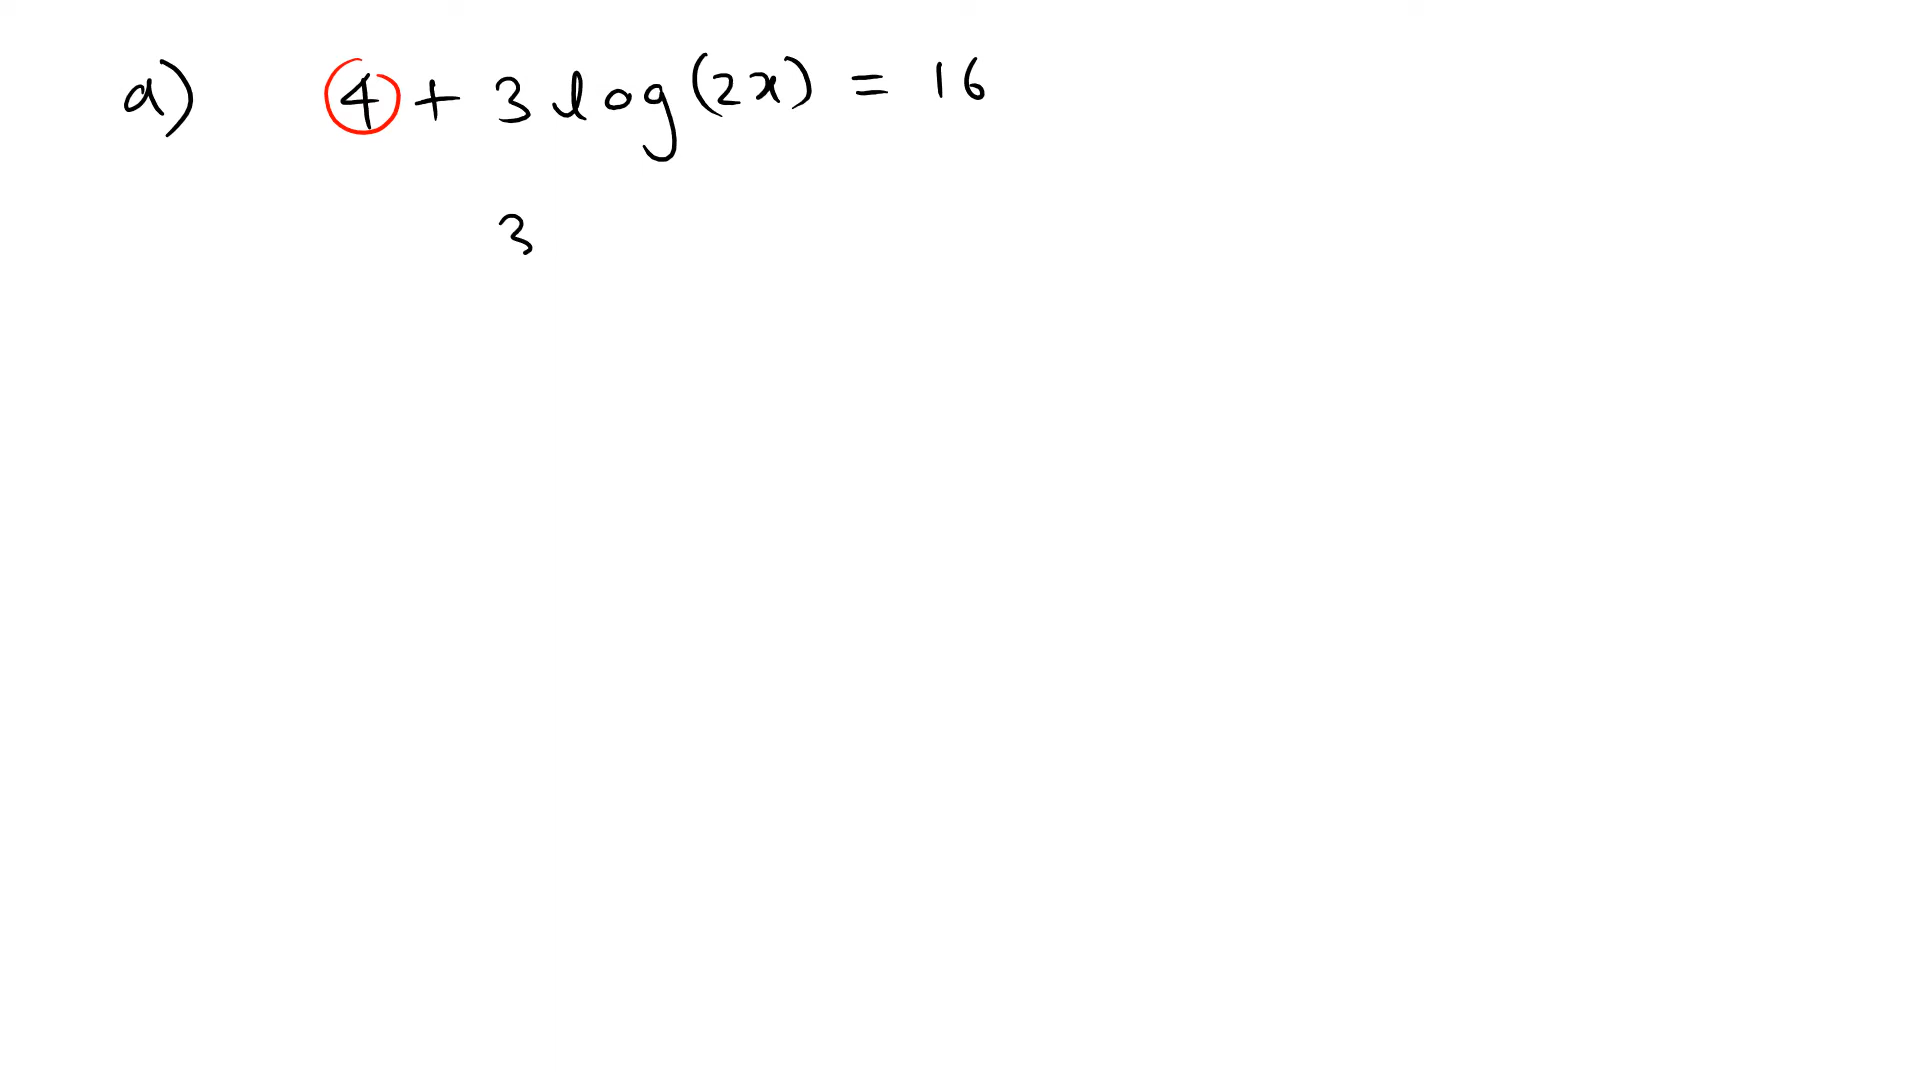 a) 4 + 3 log(2x) = 16
3